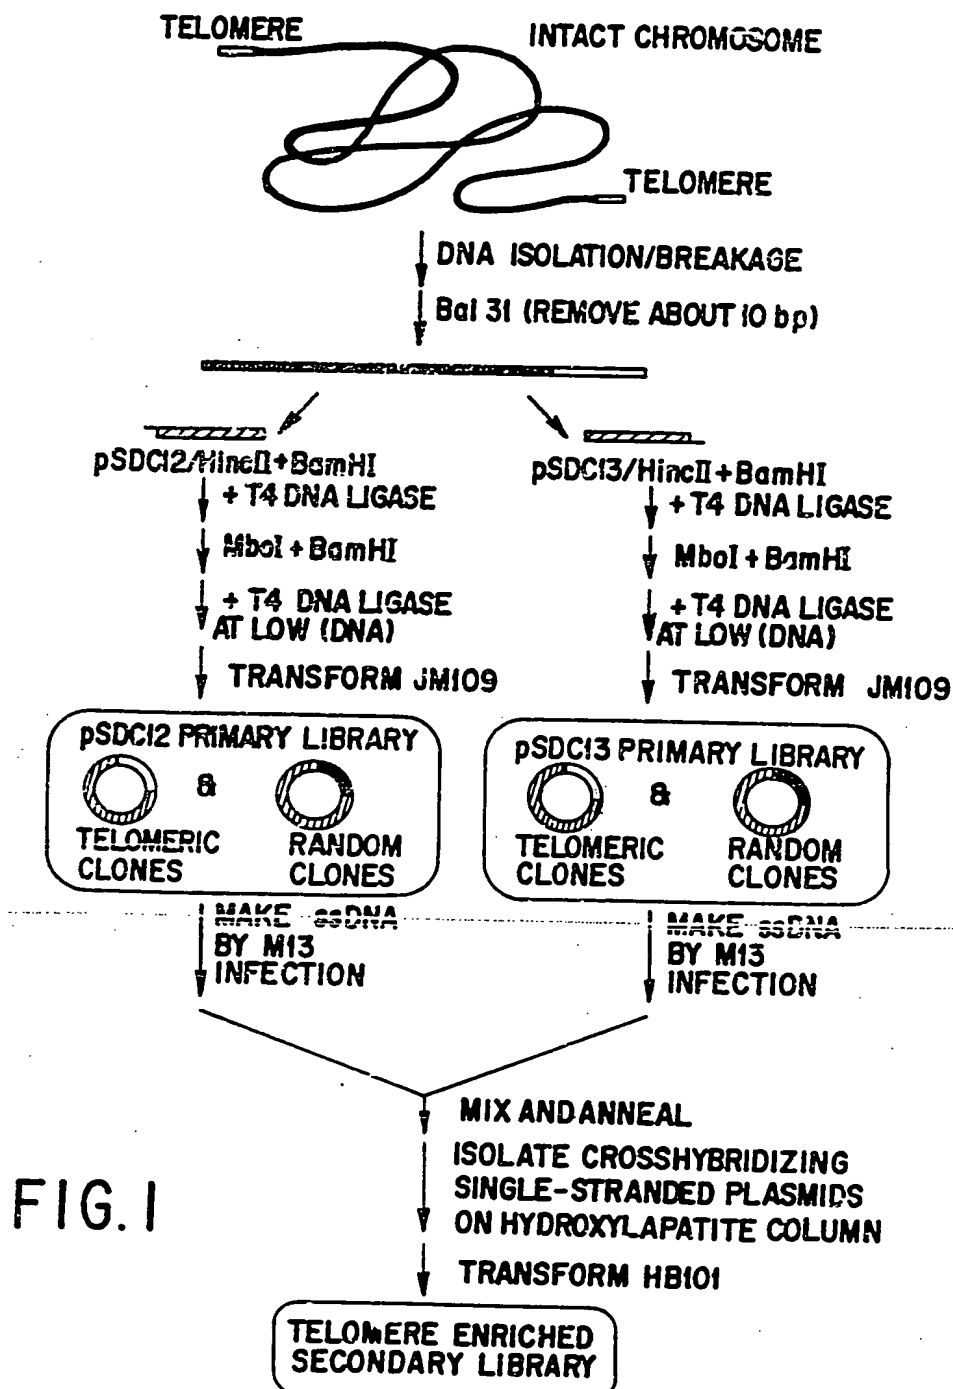 TELOMERE
INTACT CHROMOSOME
TELOMERE
DNA ISOLATION/BREAKAGE
Bal 31 (REMOVE ABOUT 10 bp)
pSDC12/HincII+BamHI
+ T4 DNA LIGASE
MboI + BamHI
+ T4 DNA LIGASE
AT LOW (DNA)
TRANSFORM JM109
pSDC12 PRIMARY LIBRARY
&
TELOMERIC
CLONES
RANDOM
CLONES
MAKE ssDNA
BY M13
INFECTION
pSDC13/HincII+BamHI
+ T4 DNA LIGASE
MboI + BamHI
+ T4 DNA LIGASE
AT LOW (DNA)
TRANSFORM JM109
pSDC13 PRIMARY LIBRARY
&
TELOMERIC
CLONES
RANDOM
CLONES
MAKE ssDNA
BY M13
INFECTION
MIX AND ANNEAL
ISOLATE CROSSHYBRIDIZING
SINGLE-STRANDED PLASMIDS
ON HYDROXYLAPATITE COLUMN
TRANSFORM HB101
TELOMERE ENRICHED
SECONDARY LIBRARY
FIG. 1